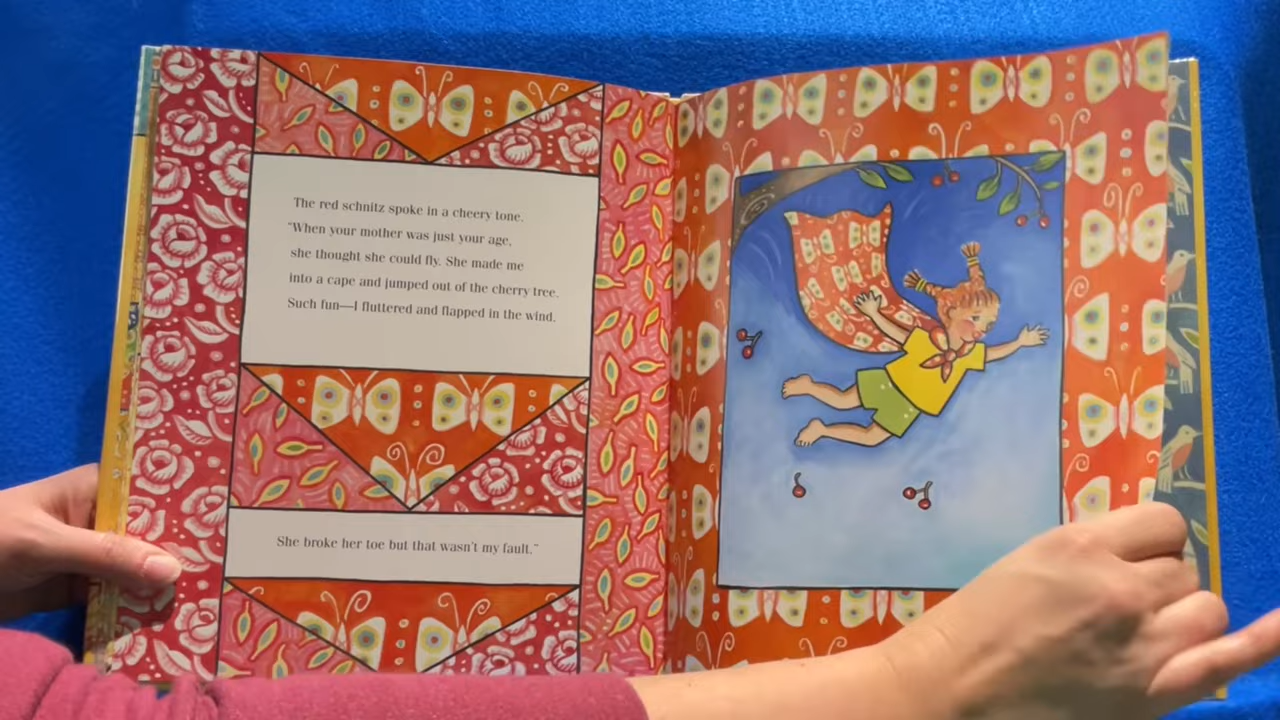 The red schnitz spoke in a cheery tone.
"When your mother was just your age,
she thought she could fly. She made me
into a cape and jumped out of the cherry tree.
Such fun—I fluttered and flapped in the wind.
She broke her toe but that wasn't my fault."